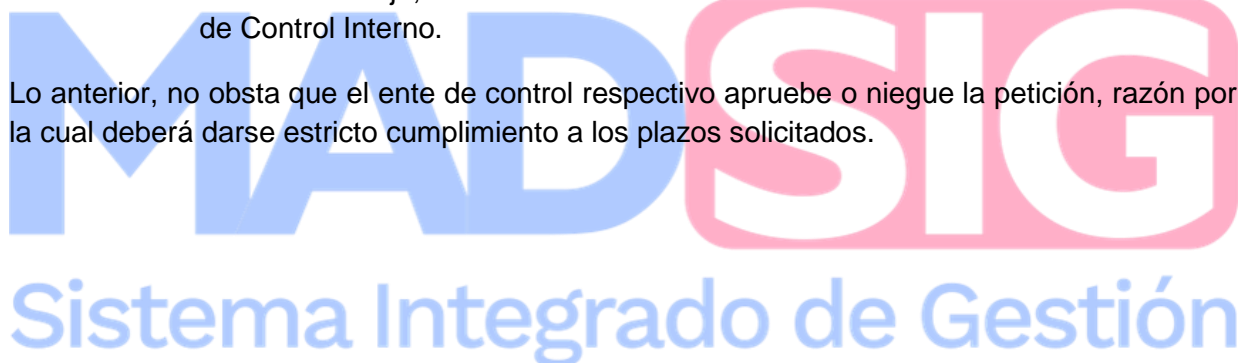 de Control Interno.
Lo anterior, no obsta que el ente de control respectivo apruebe o niegue la petición, razón por
la cual deberá darse estricto cumplimiento a los plazos solicitados.
MADSIG
Sistema Integrado de Gestión